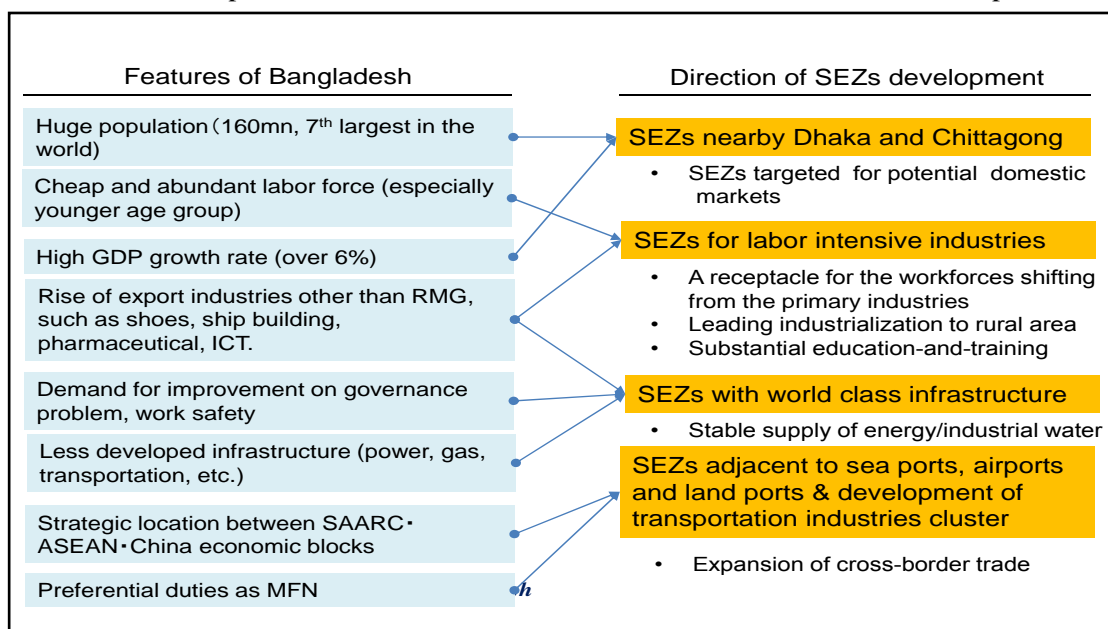 Features of Bangladesh
Huge population（160mn, 7th largest in the
world)
Cheap and abundant labor force (especially
younger age group)
High GDP growth rate (over 6%)
Rise of export industries other than RMG,
such as shoes, ship building,
pharmaceutical, ICT.
Demand for improvement on governance
problem, work safety
Less developed infrastructure (power, gas,
transportation, etc.)
Strategic location between SAARC・
ASEAN・China economic blocks
Preferential duties as MFN
h
Direction of SEZs development
SEZs nearby Dhaka and Chittagong
• SEZs targeted for potential domestic
markets
SEZs for labor intensive industries
• A receptacle for the workforces shifting
from the primary industries
• Leading industrialization to rural area
• Substantial education-and-training
SEZs with world class infrastructure
• Stable supply of energy/industrial water
SEZs adjacent to sea ports, airports
and land ports & development of
transportation industries cluster
• Expansion of cross-border trade